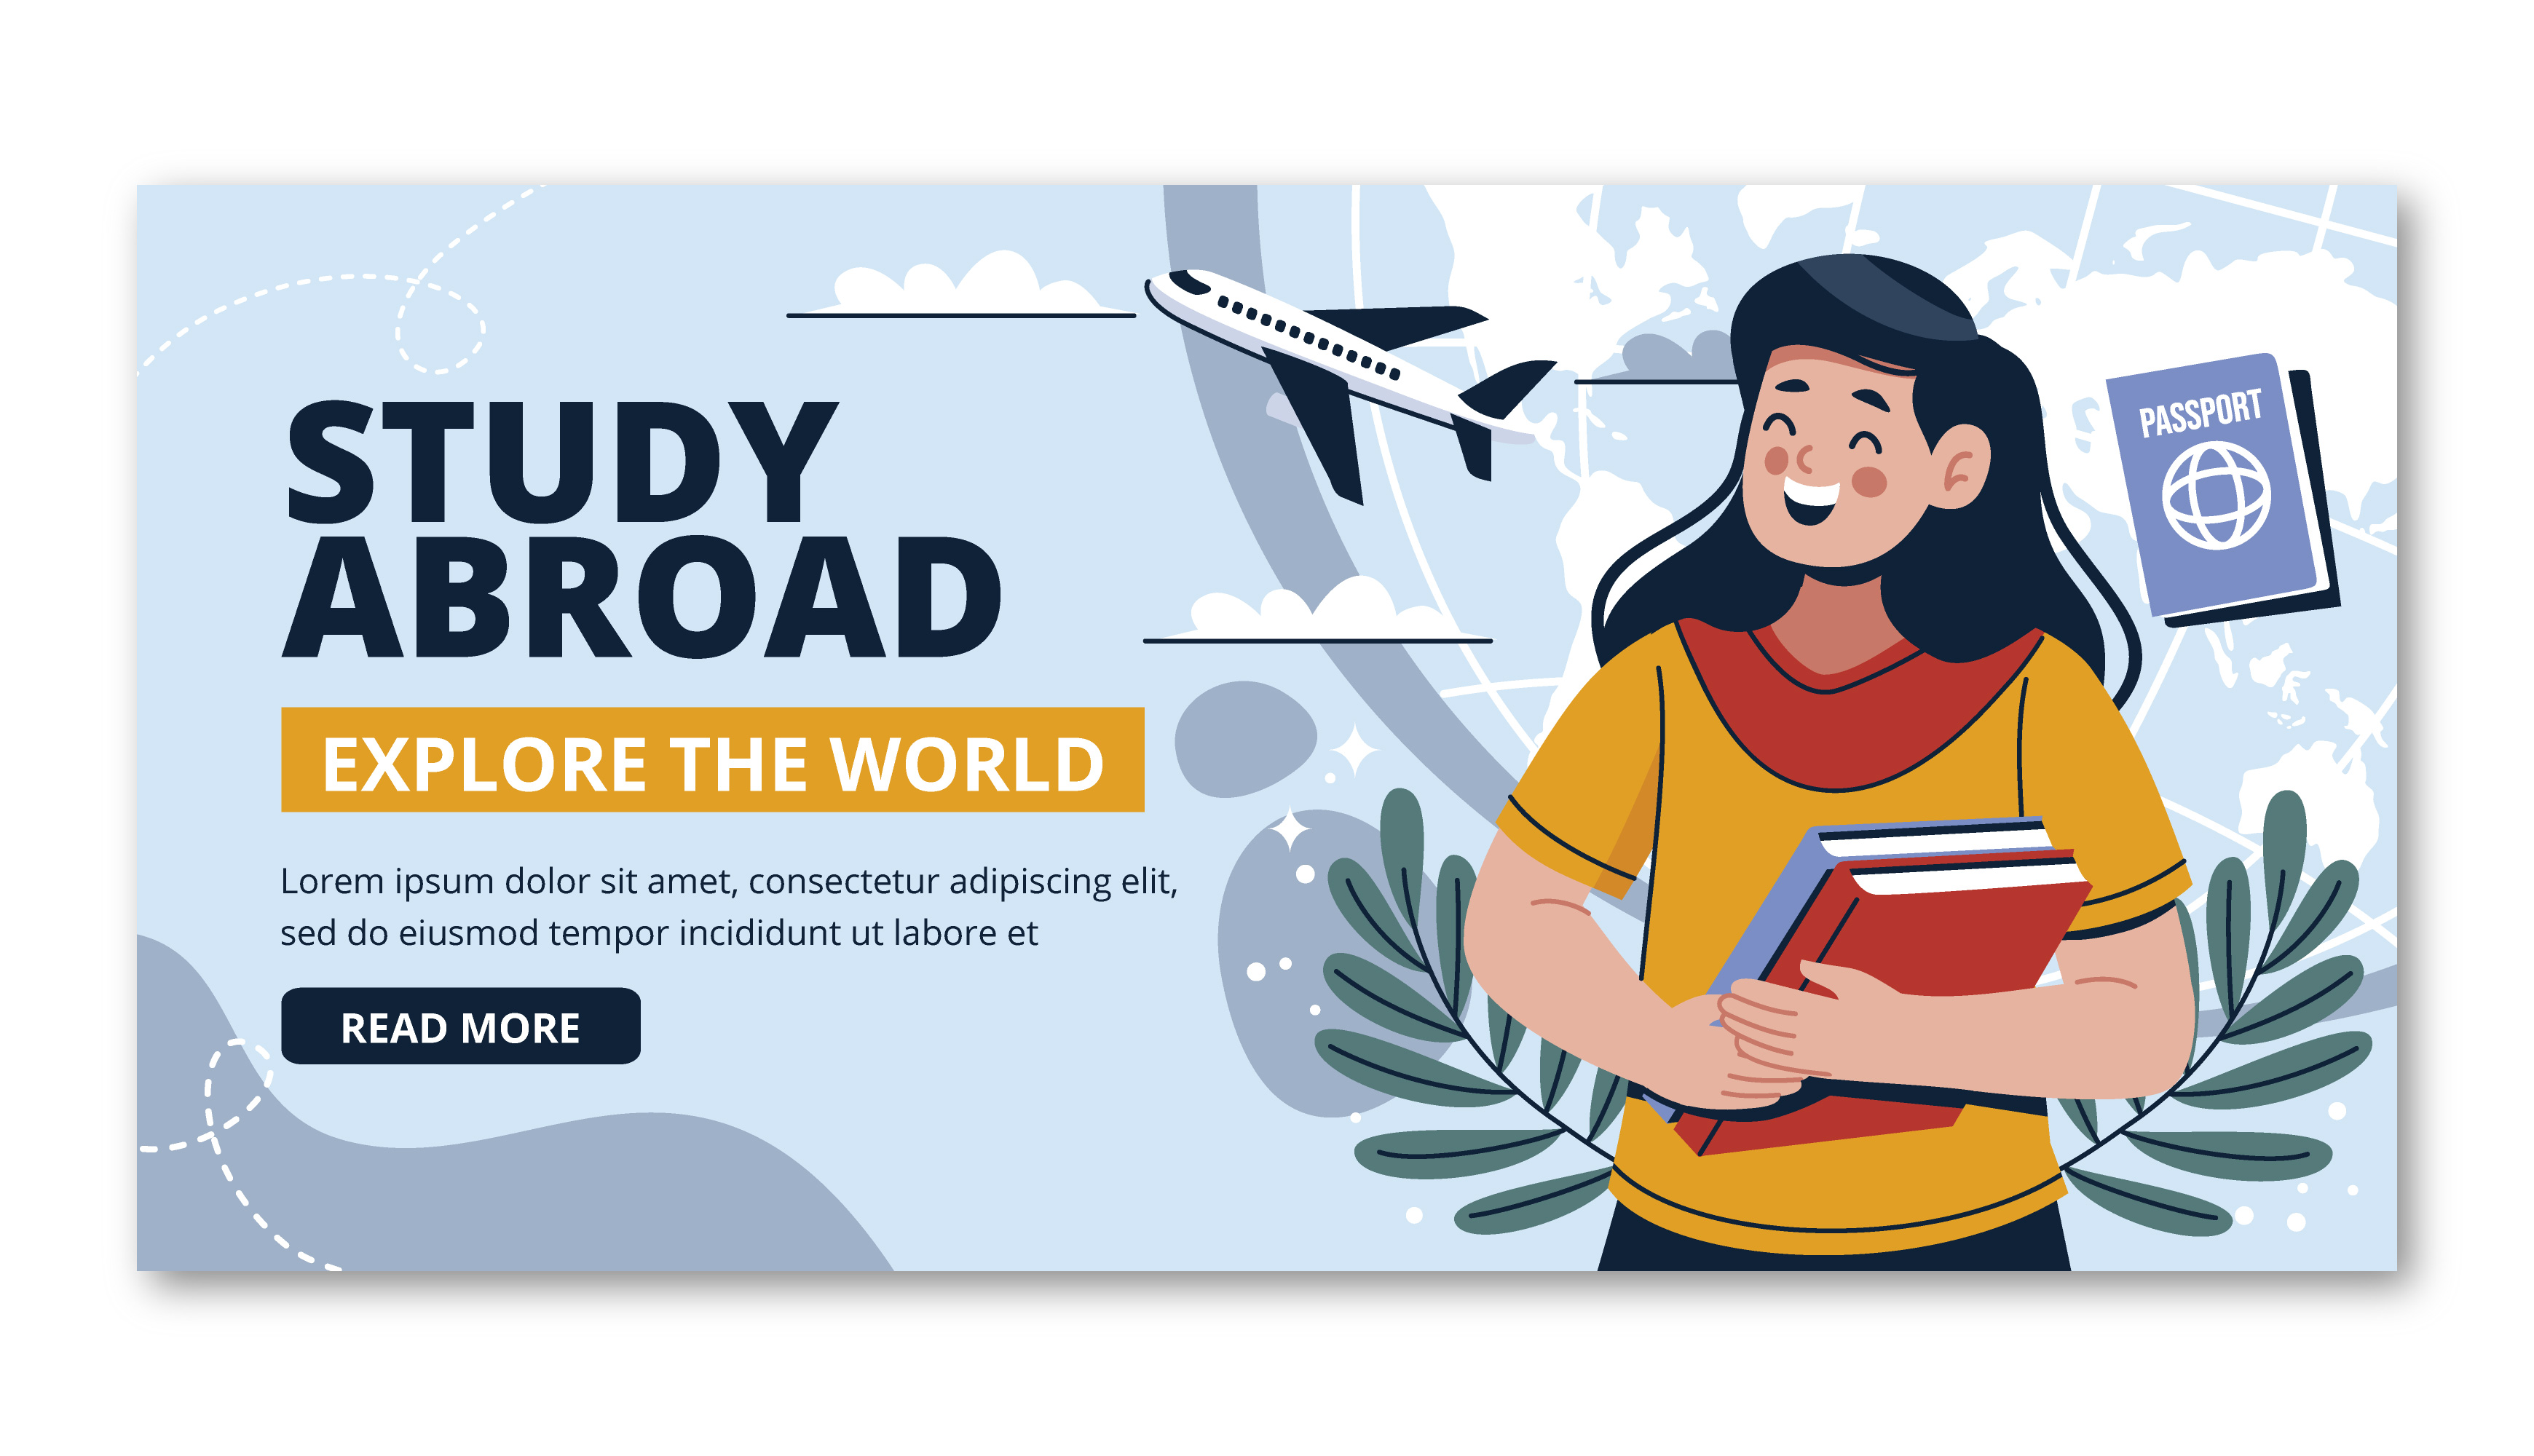 STUDY
ABROAD
EXPLORE THE WORLD
Lorem ipsum dolor sit amet, consectetur adipiscing elit,
sed do eiusmod tempor incididunt ut labore et
READ MORE
PASSPORT